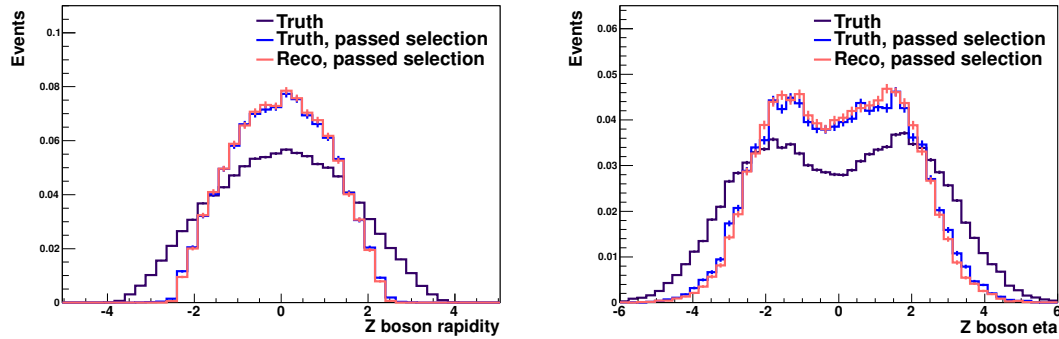 Events
0.1
0.08
0.06
0.04
0.02
0
-4
-2
0
2
4
Truth
Truth, passed selection
Reco, passed selection
Z boson rapidity
Events
0.06
0.05
0.04
0.03
0.02
0.01
0
-6
-4
-2
0
2
4
6
Truth
Truth, passed selection
Reco, passed selection
Z boson eta